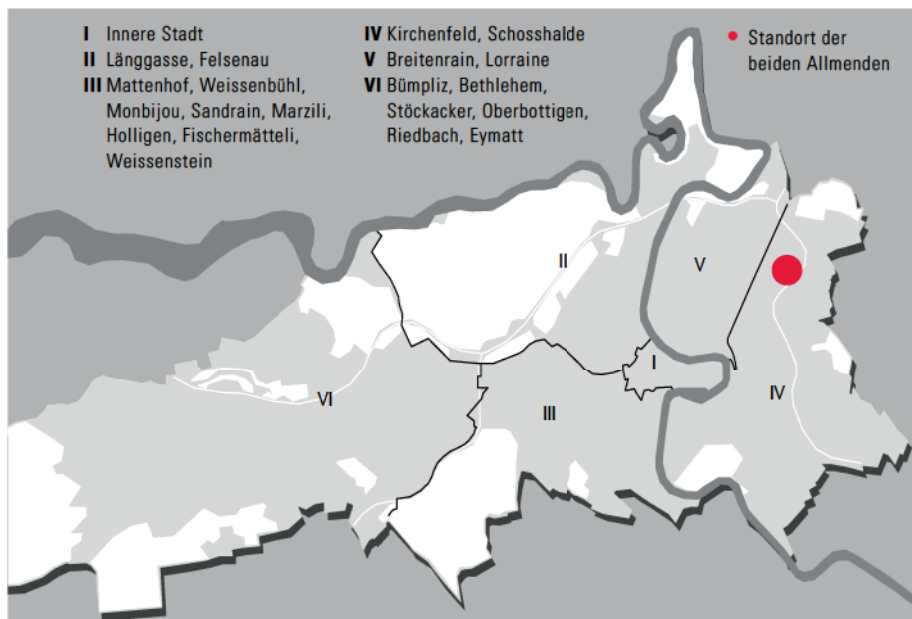 I Innere Stadt
II Länggasse, Felsenau
III Mattenhof, Weissenbühl,
Monbijou, Sandrain, Marzili,
Holligen, Fischermätteli,
Weissenstein
IV Kirchenfeld, Schosshalde
V Breitenrain, Lorraine
VI Bümpliz, Bethlehem,
Stöckacker, Oberbottigen,
Riedbach, Eymatt
Standort der
beiden Allmenden
II
V
I
VI
IV
III